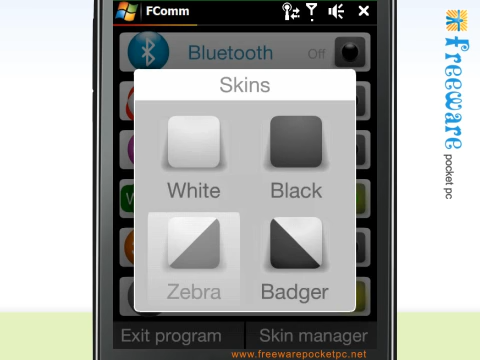 FComm
Bluetooth
Off
Skins
White
Black
Zebra
Badger
Exit program
Skin manager
www.freewarepocketpc.net
freeware
pocket pc